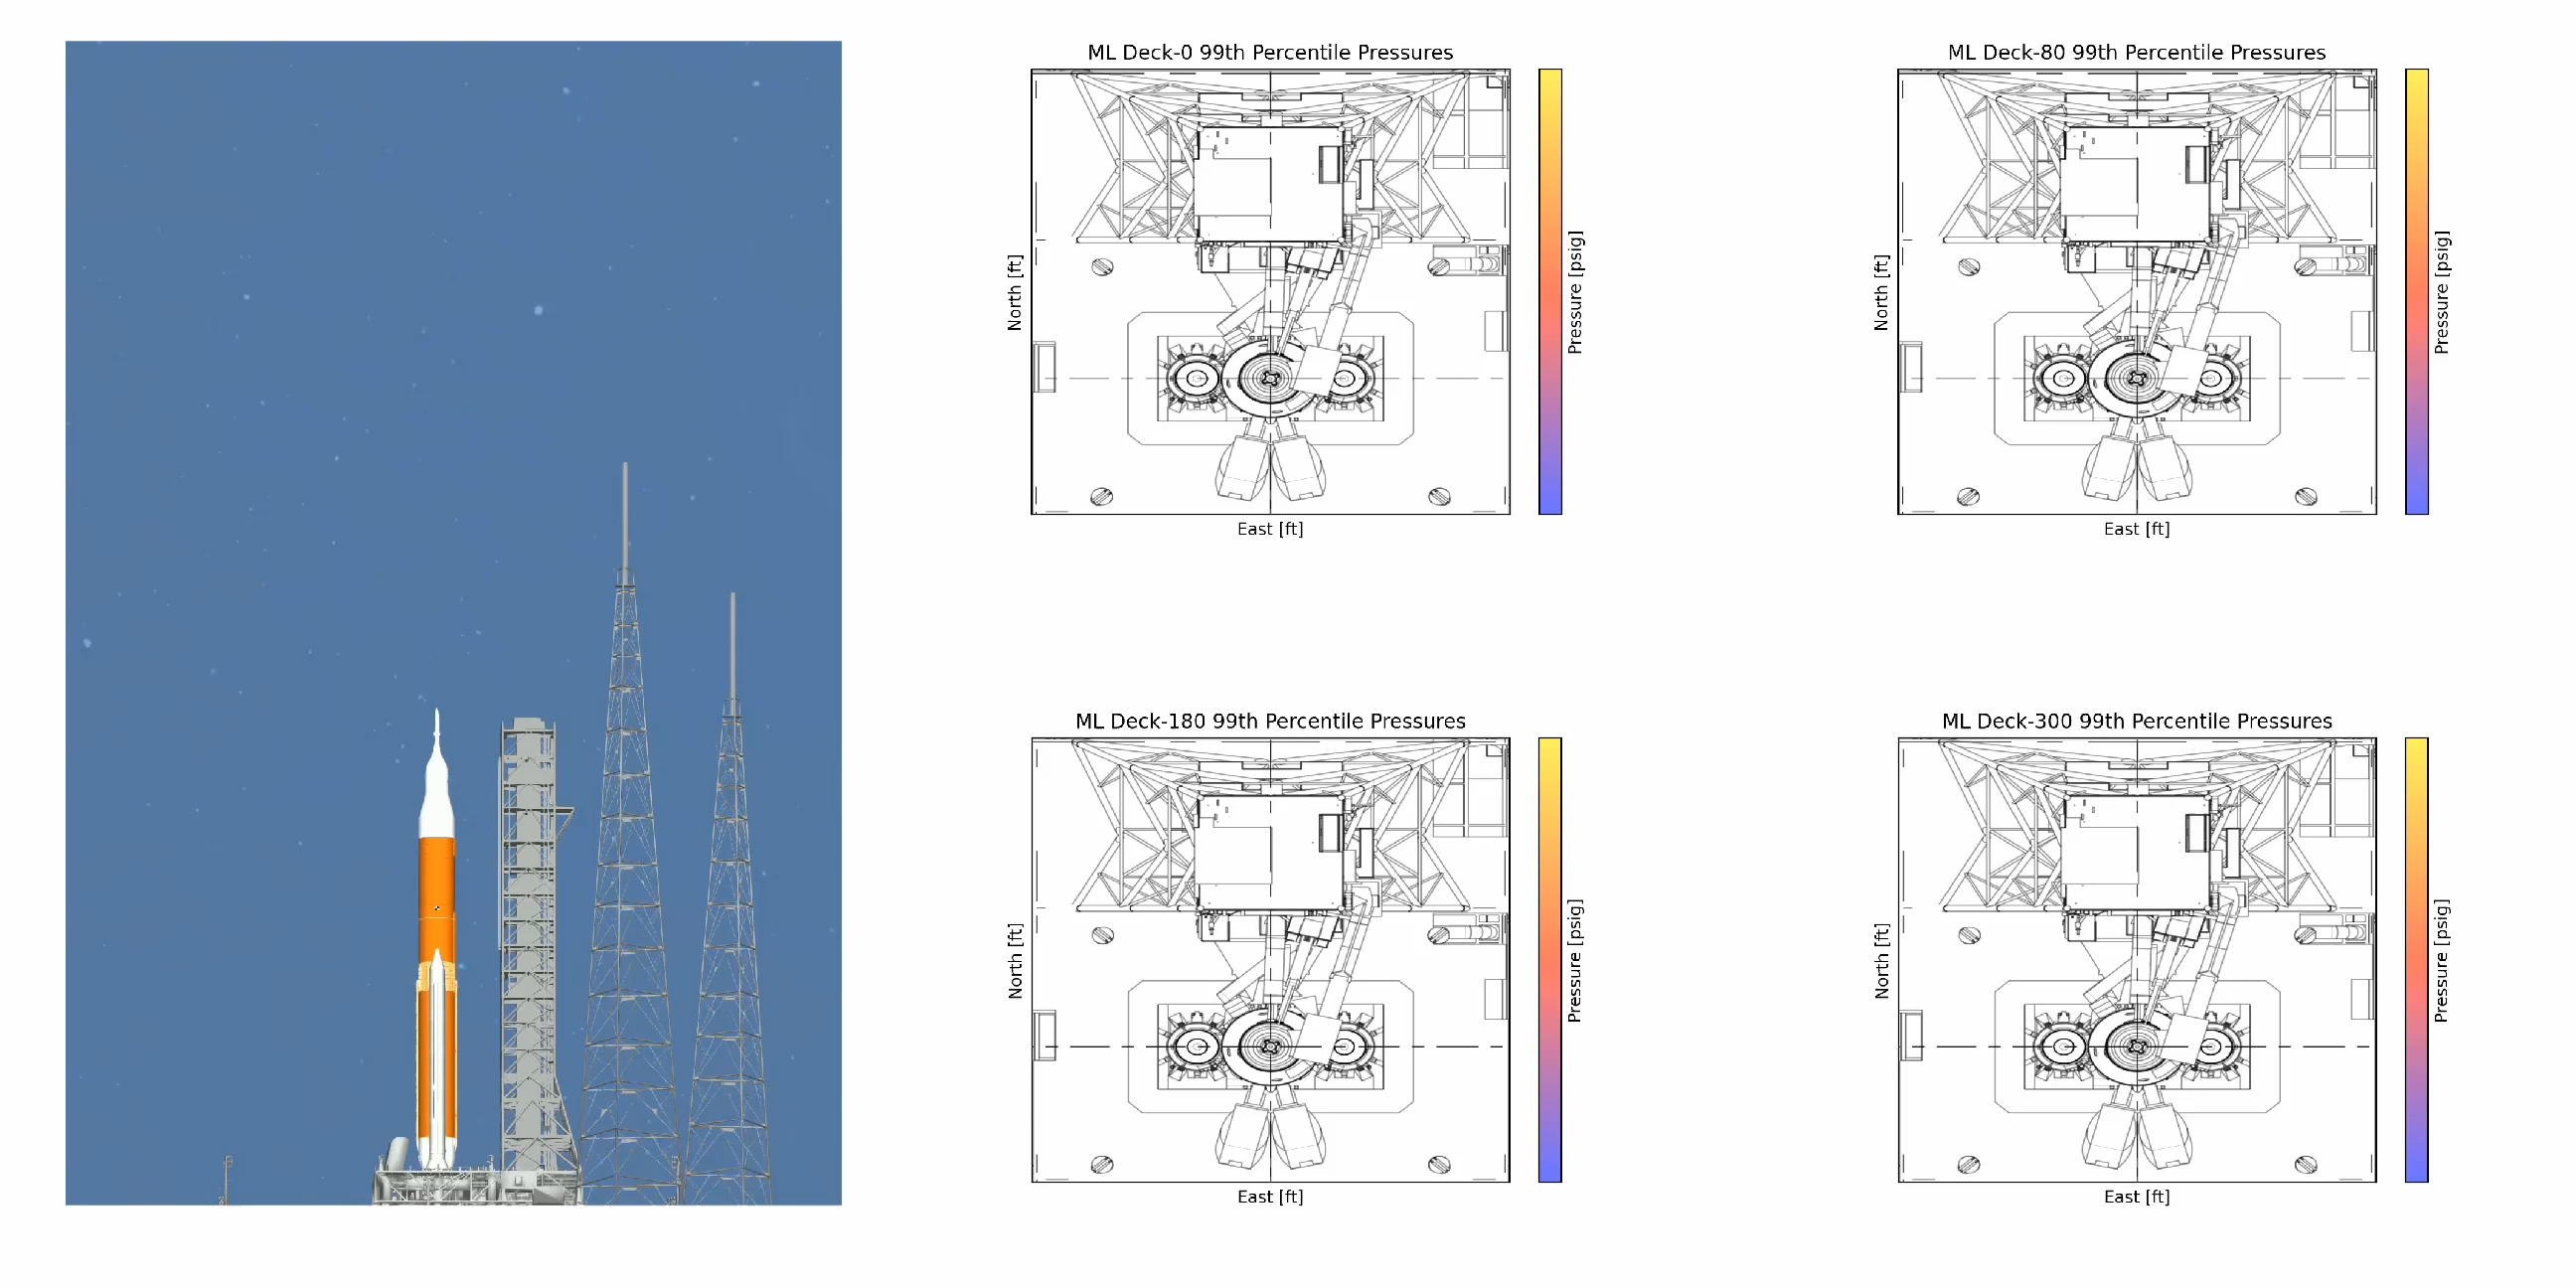 ML Deck-0 99th Percentile Pressures
North [ft]
East [ft]
Pressure [psig]
ML Deck-80 99th Percentile Pressures
North [ft]
East [ft]
Pressure [psig]
ML Deck-180 99th Percentile Pressures
North [ft]
East [ft]
Pressure [psig]
ML Deck-300 99th Percentile Pressures
North [ft]
East [ft]
Pressure [psig]